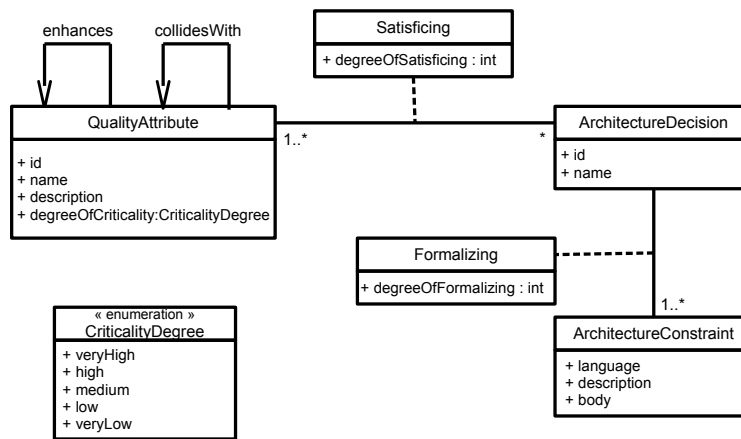 enhances
collidesWith
Satisficing
+ degreeOfSatisficing : int
QualityAttribute
+ id
+ name
+ description
+ degreeOfCriticality:CriticalityDegree
1..*
*
ArchitectureDecision
+ id
+ name
Formalizing
+ degreeOfFormalizing : int
« enumeration »
CriticalityDegree
+ veryHigh
+ high
+ medium
+ low
+ veryLow
1..*
ArchitectureConstraint
+ language
+ description
+ body